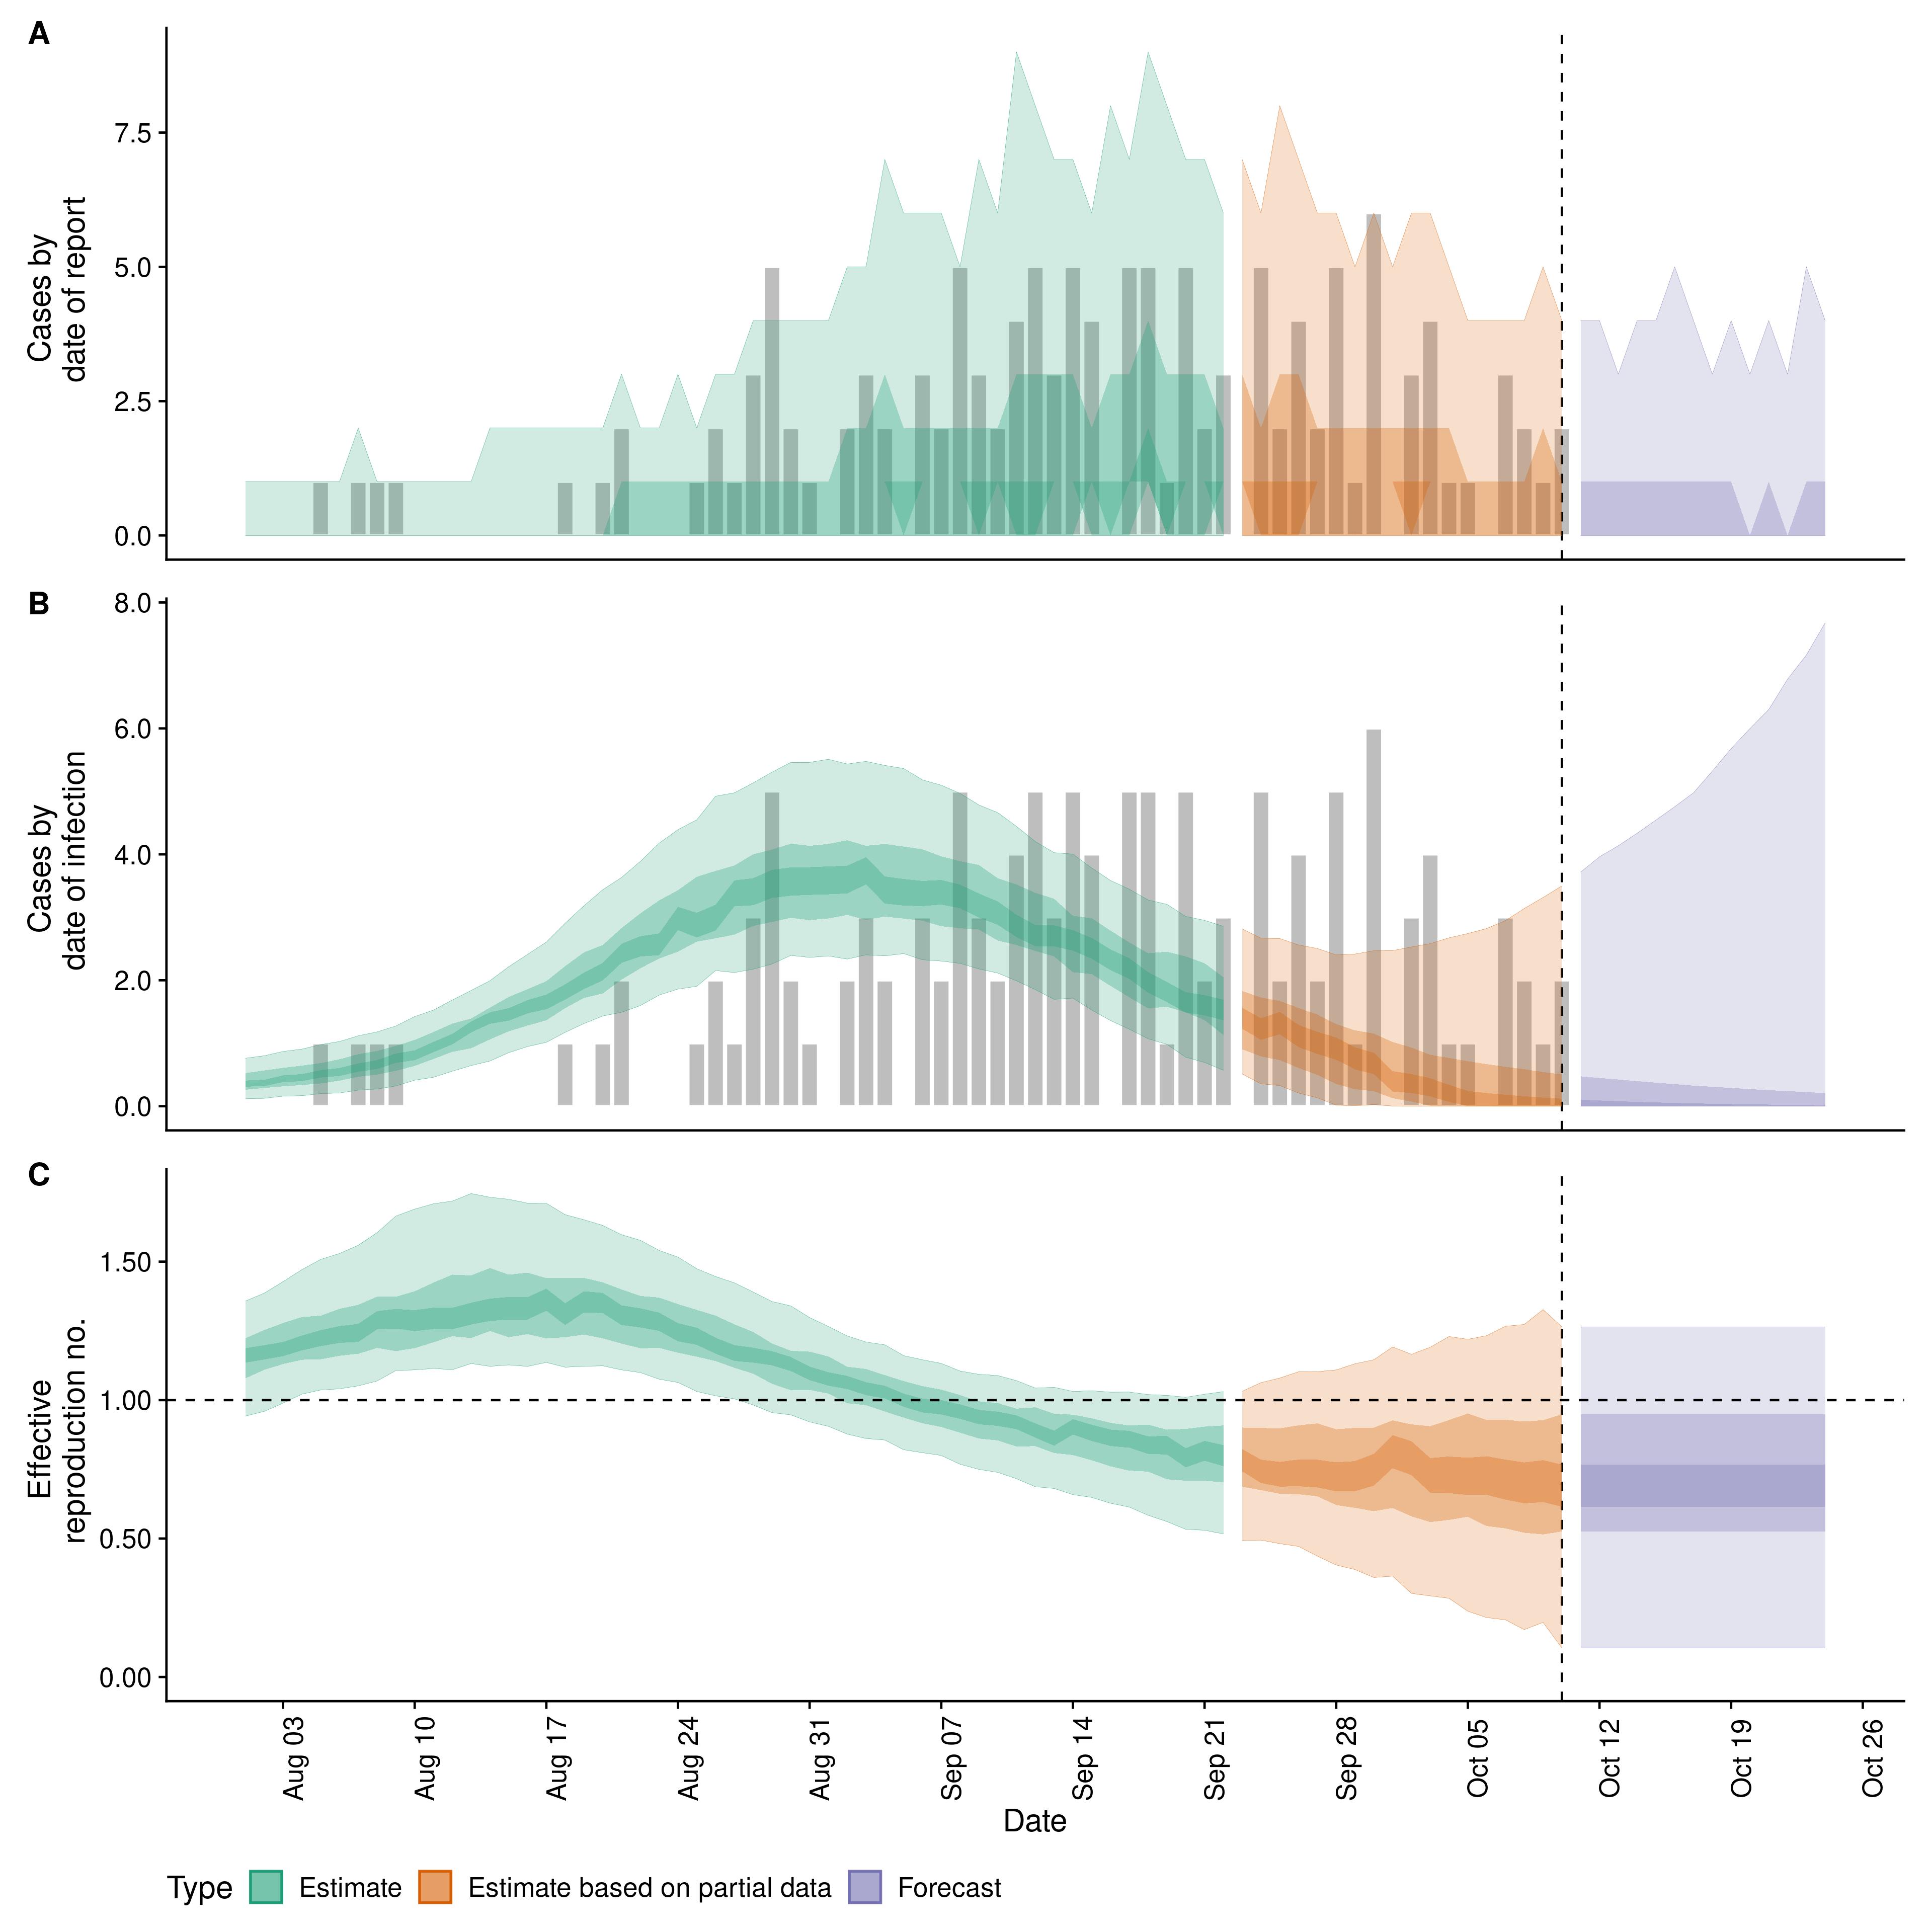 A
Cases by
date of report
7.5
5.0
2.5
0.0
B
Cases by
date of infection
8.0
6.0
4.0
2.0
0.0
C
Effective
reproduction no.
1.50
1.00
0.50
0.00
Aug 03
Aug 10
Aug 17
Aug 24
Aug 31
Sep 07
Sep 14
Sep 21
Sep 28
Oct 05
Oct 12
Oct 19
Oct 26
Date
Type Estimate Estimate based on partial data Forecast